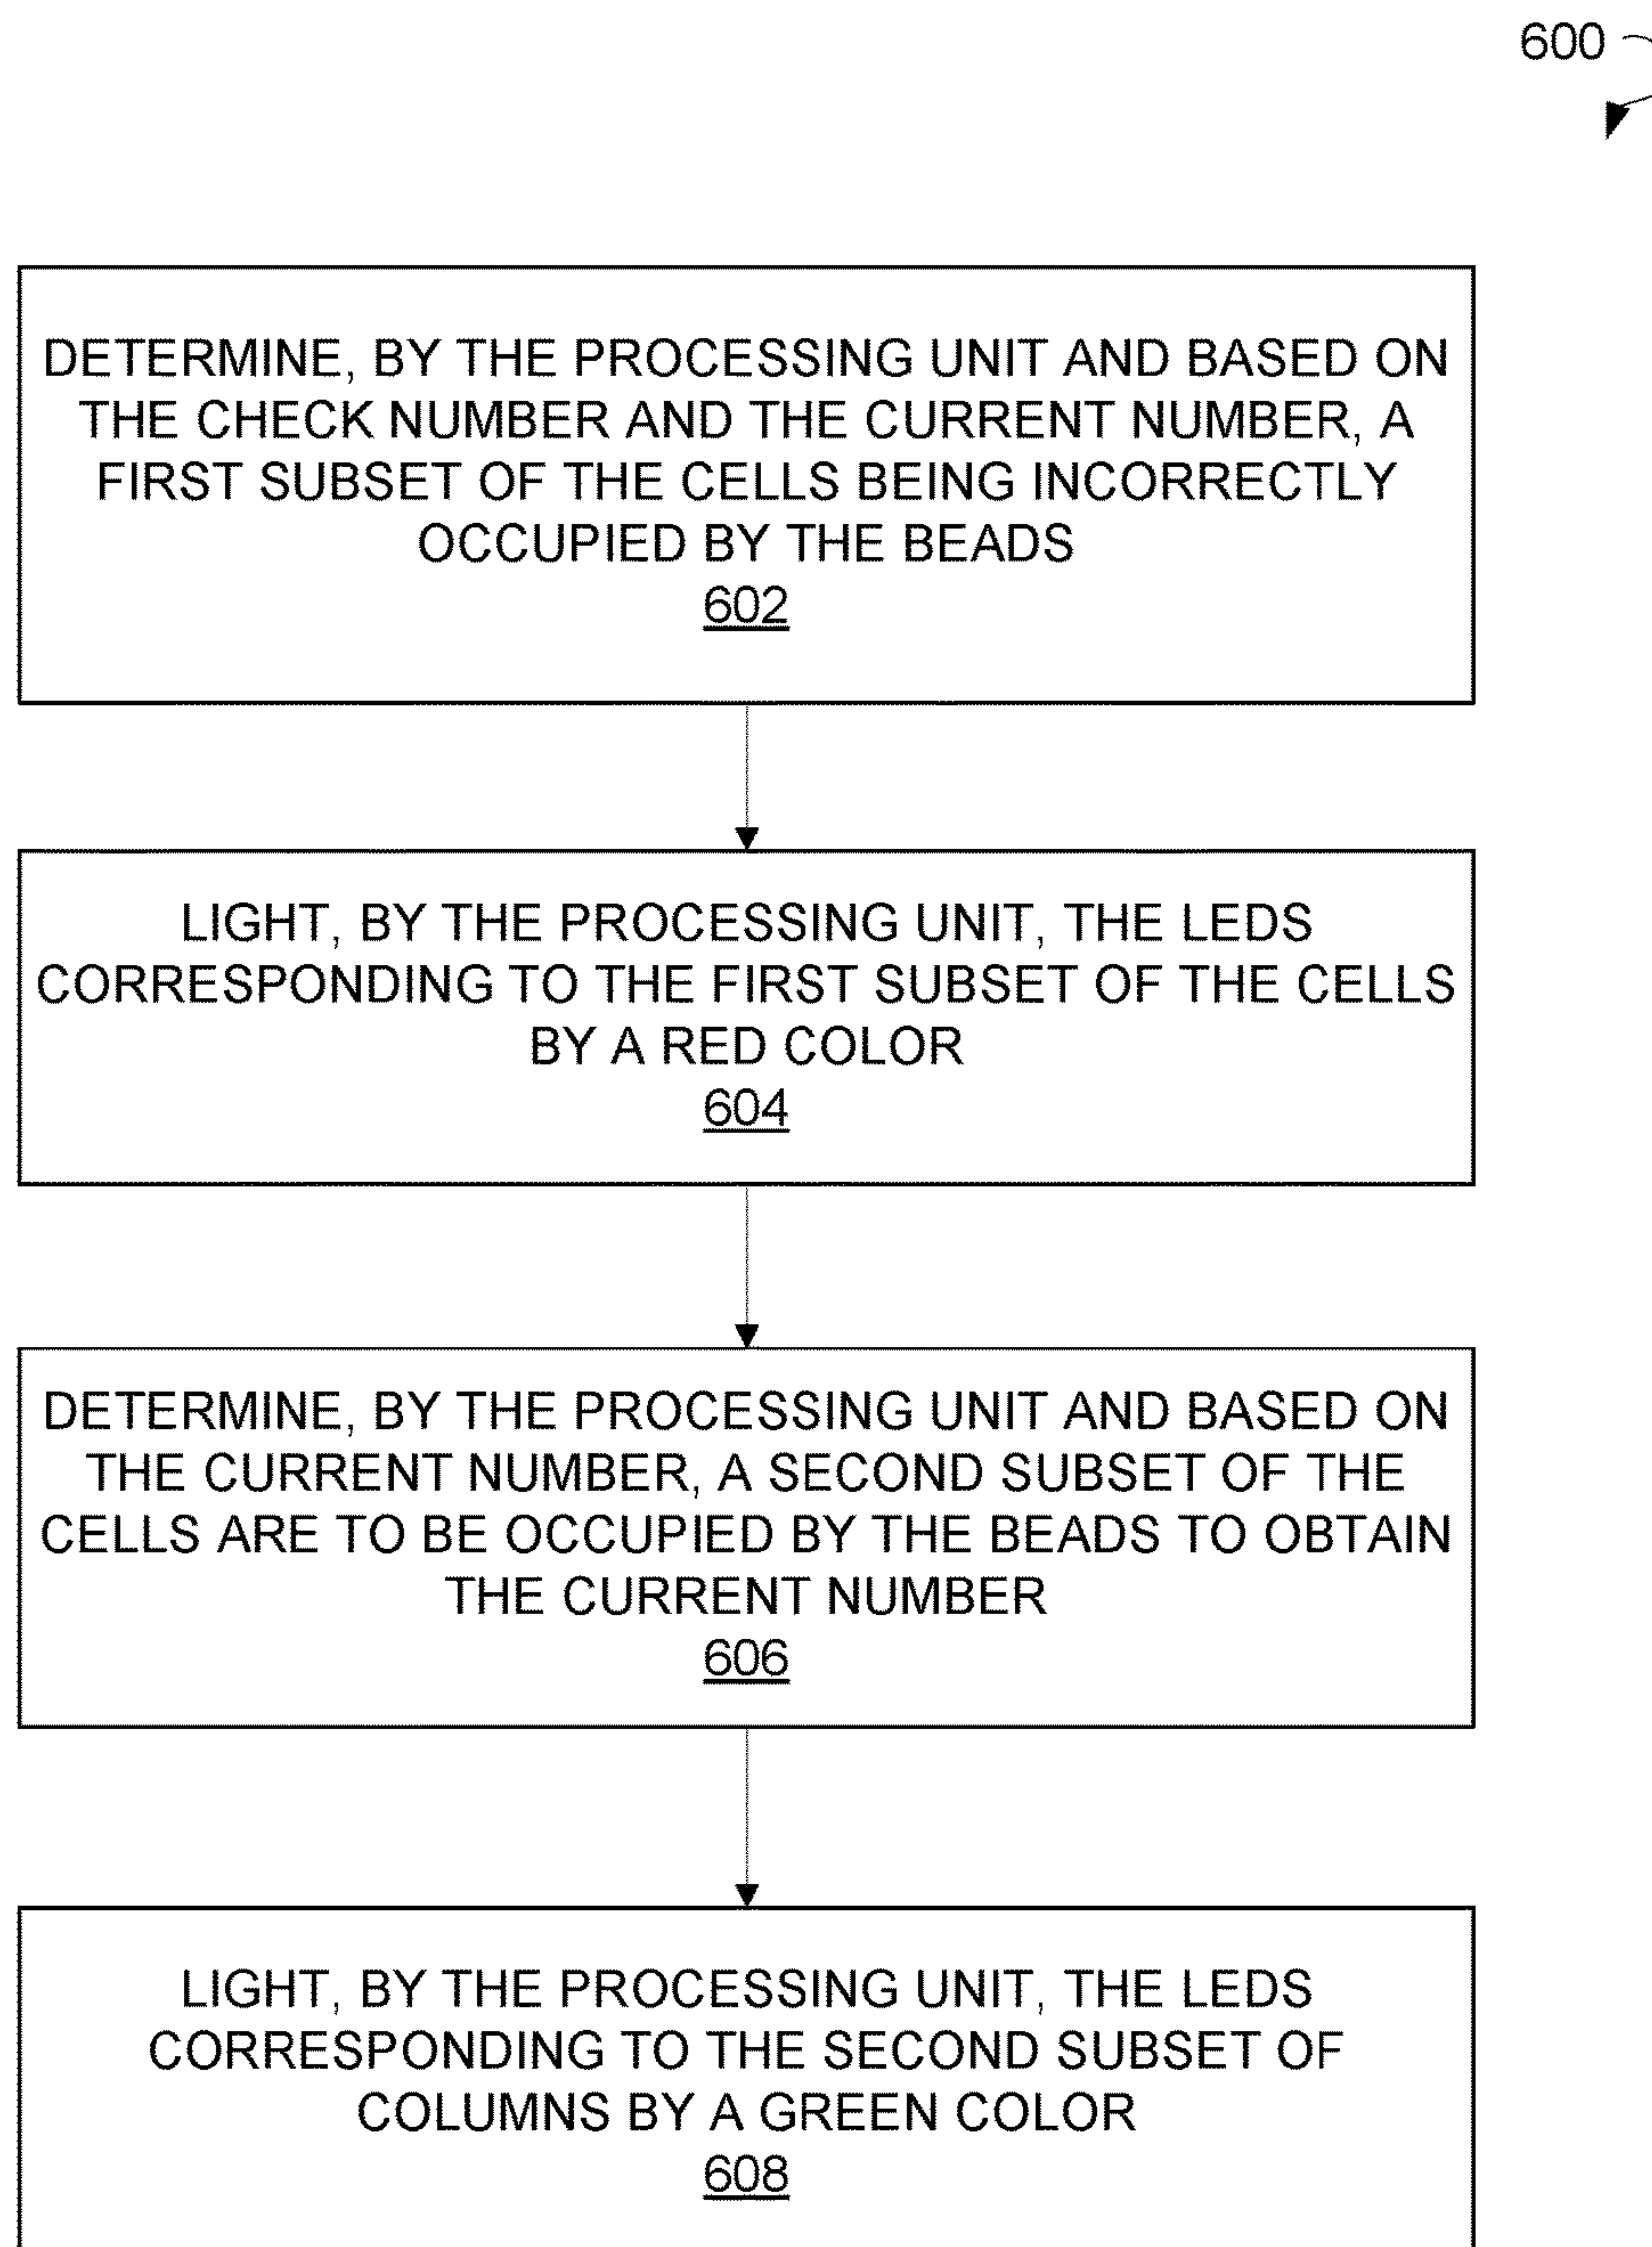 600
DETERMINE, BY THE PROCESSING UNIT AND BASED ON
THE CHECK NUMBER AND THE CURRENT NUMBER, A
FIRST SUBSET OF THE CELLS BEING INCORRECTLY
OCCUPIED BY THE BEADS
602
LIGHT, BY THE PROCESSING UNIT, THE LEDS
CORRESPONDING TO THE FIRST SUBSET OF THE CELLS
BY A RED COLOR
604
DETERMINE, BY THE PROCESSING UNIT AND BASED ON
THE CURRENT NUMBER, A SECOND SUBSET OF THE
CELLS ARE TO BE OCCUPIED BY THE BEADS TO OBTAIN
THE CURRENT NUMBER
606
LIGHT, BY THE PROCESSING UNIT, THE LEDS
CORRESPONDING TO THE SECOND SUBSET OF
COLUMNS BY A GREEN COLOR
608